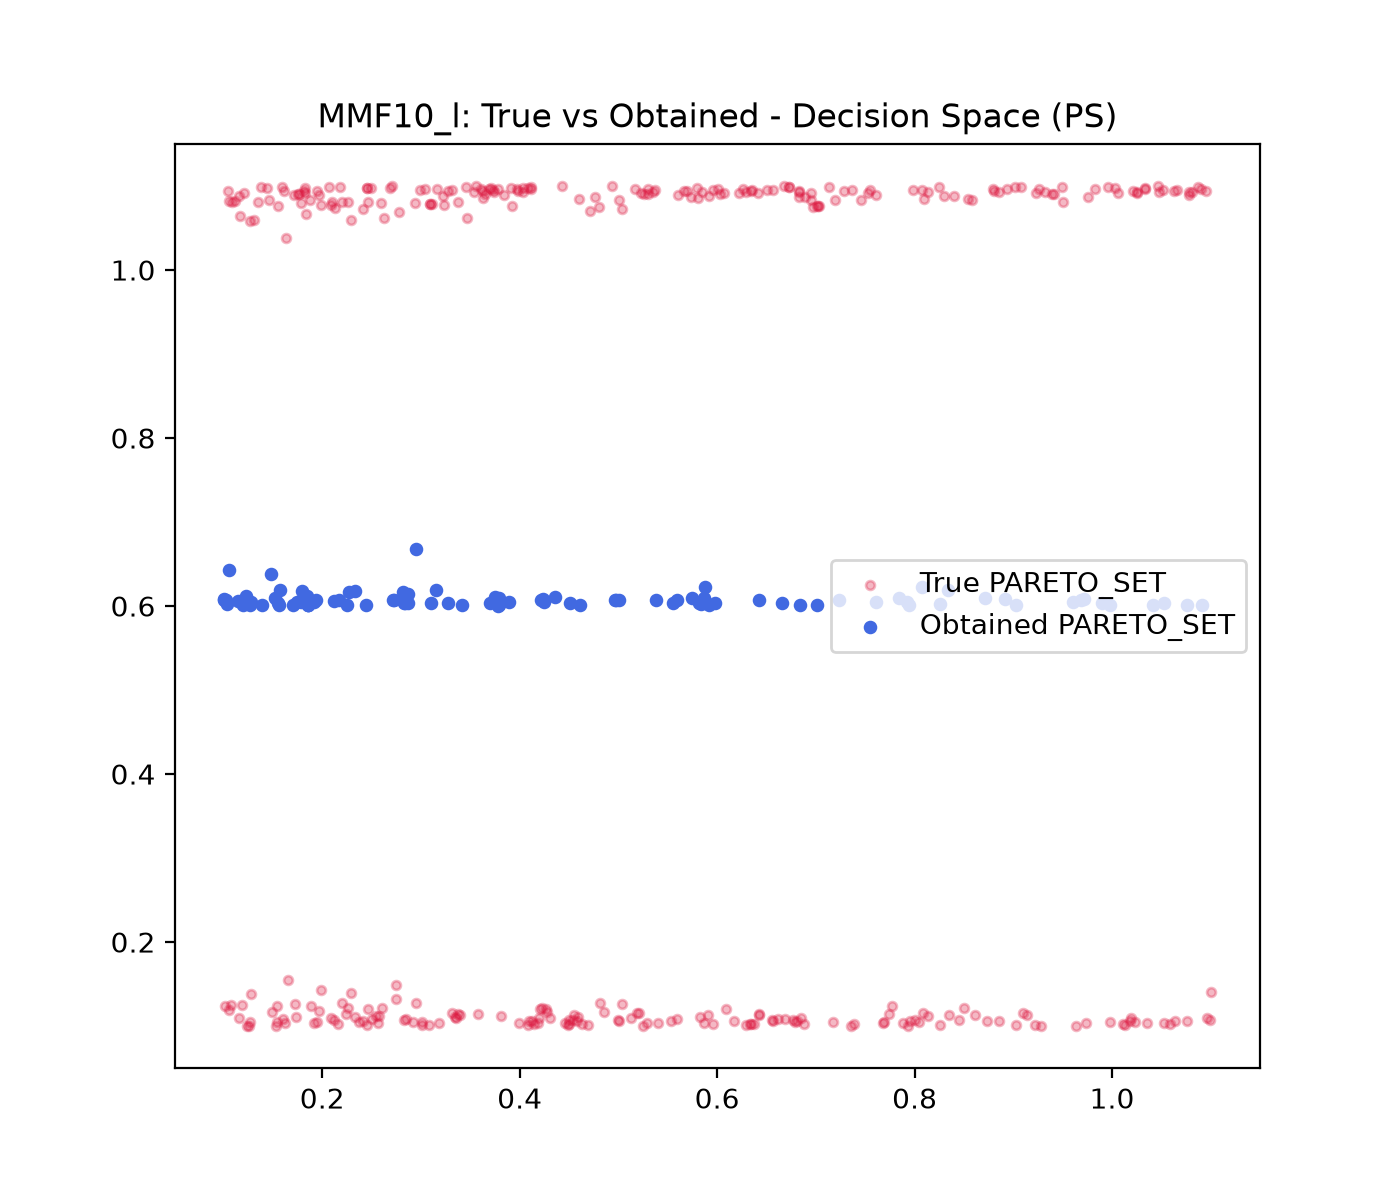 MMF10_l: True vs Obtained - Decision Space (PS)
1.0
0.8
0.6
0.4
0.2
True PARETO_SET
Obtained PARETO_SET
0.2 0.4 0.6 0.8 1.0